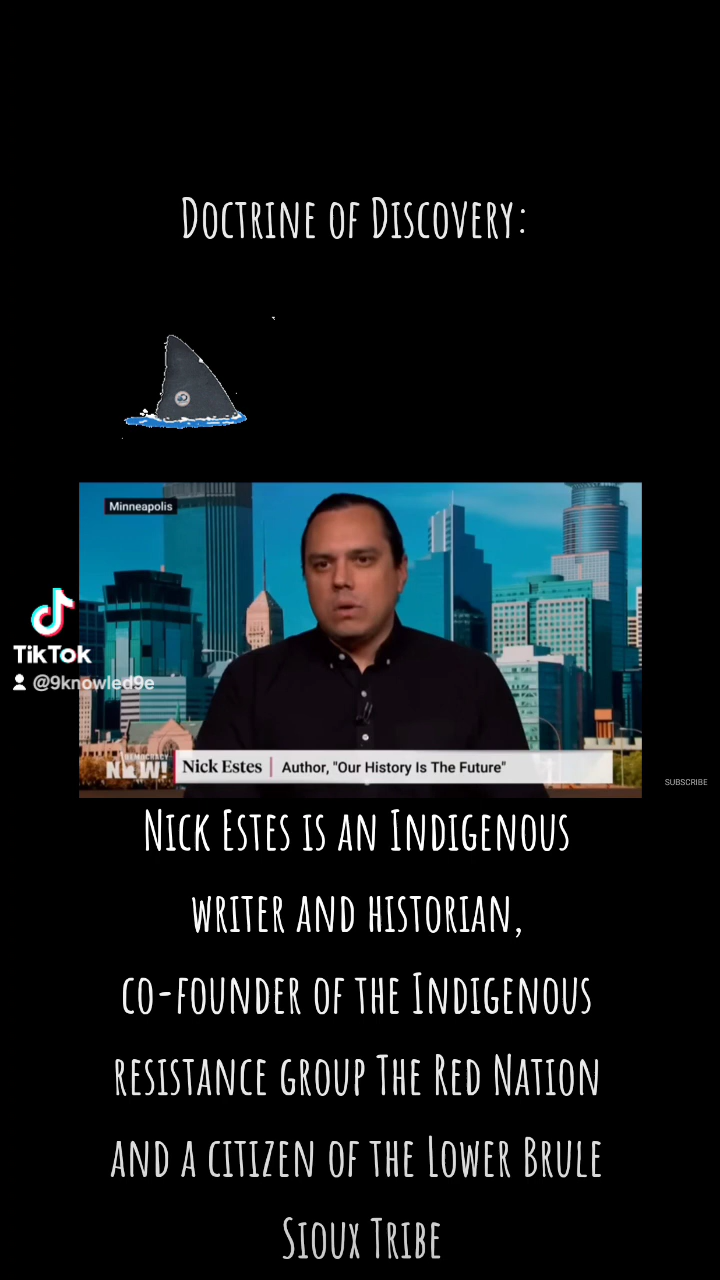 Doctrine of Discovery:
Minneapolis
TikTok
@9knowled9e
DEMOCRACY
NOW!
Nick Estes | Author, "Our History Is The Future"
SUBSCRIBE
Nick Estes is an Indigenous
writer and historian,
co-founder of the Indigenous
resistance group The Red Nation
and a citizen of the Lower Brule
Sioux Tribe